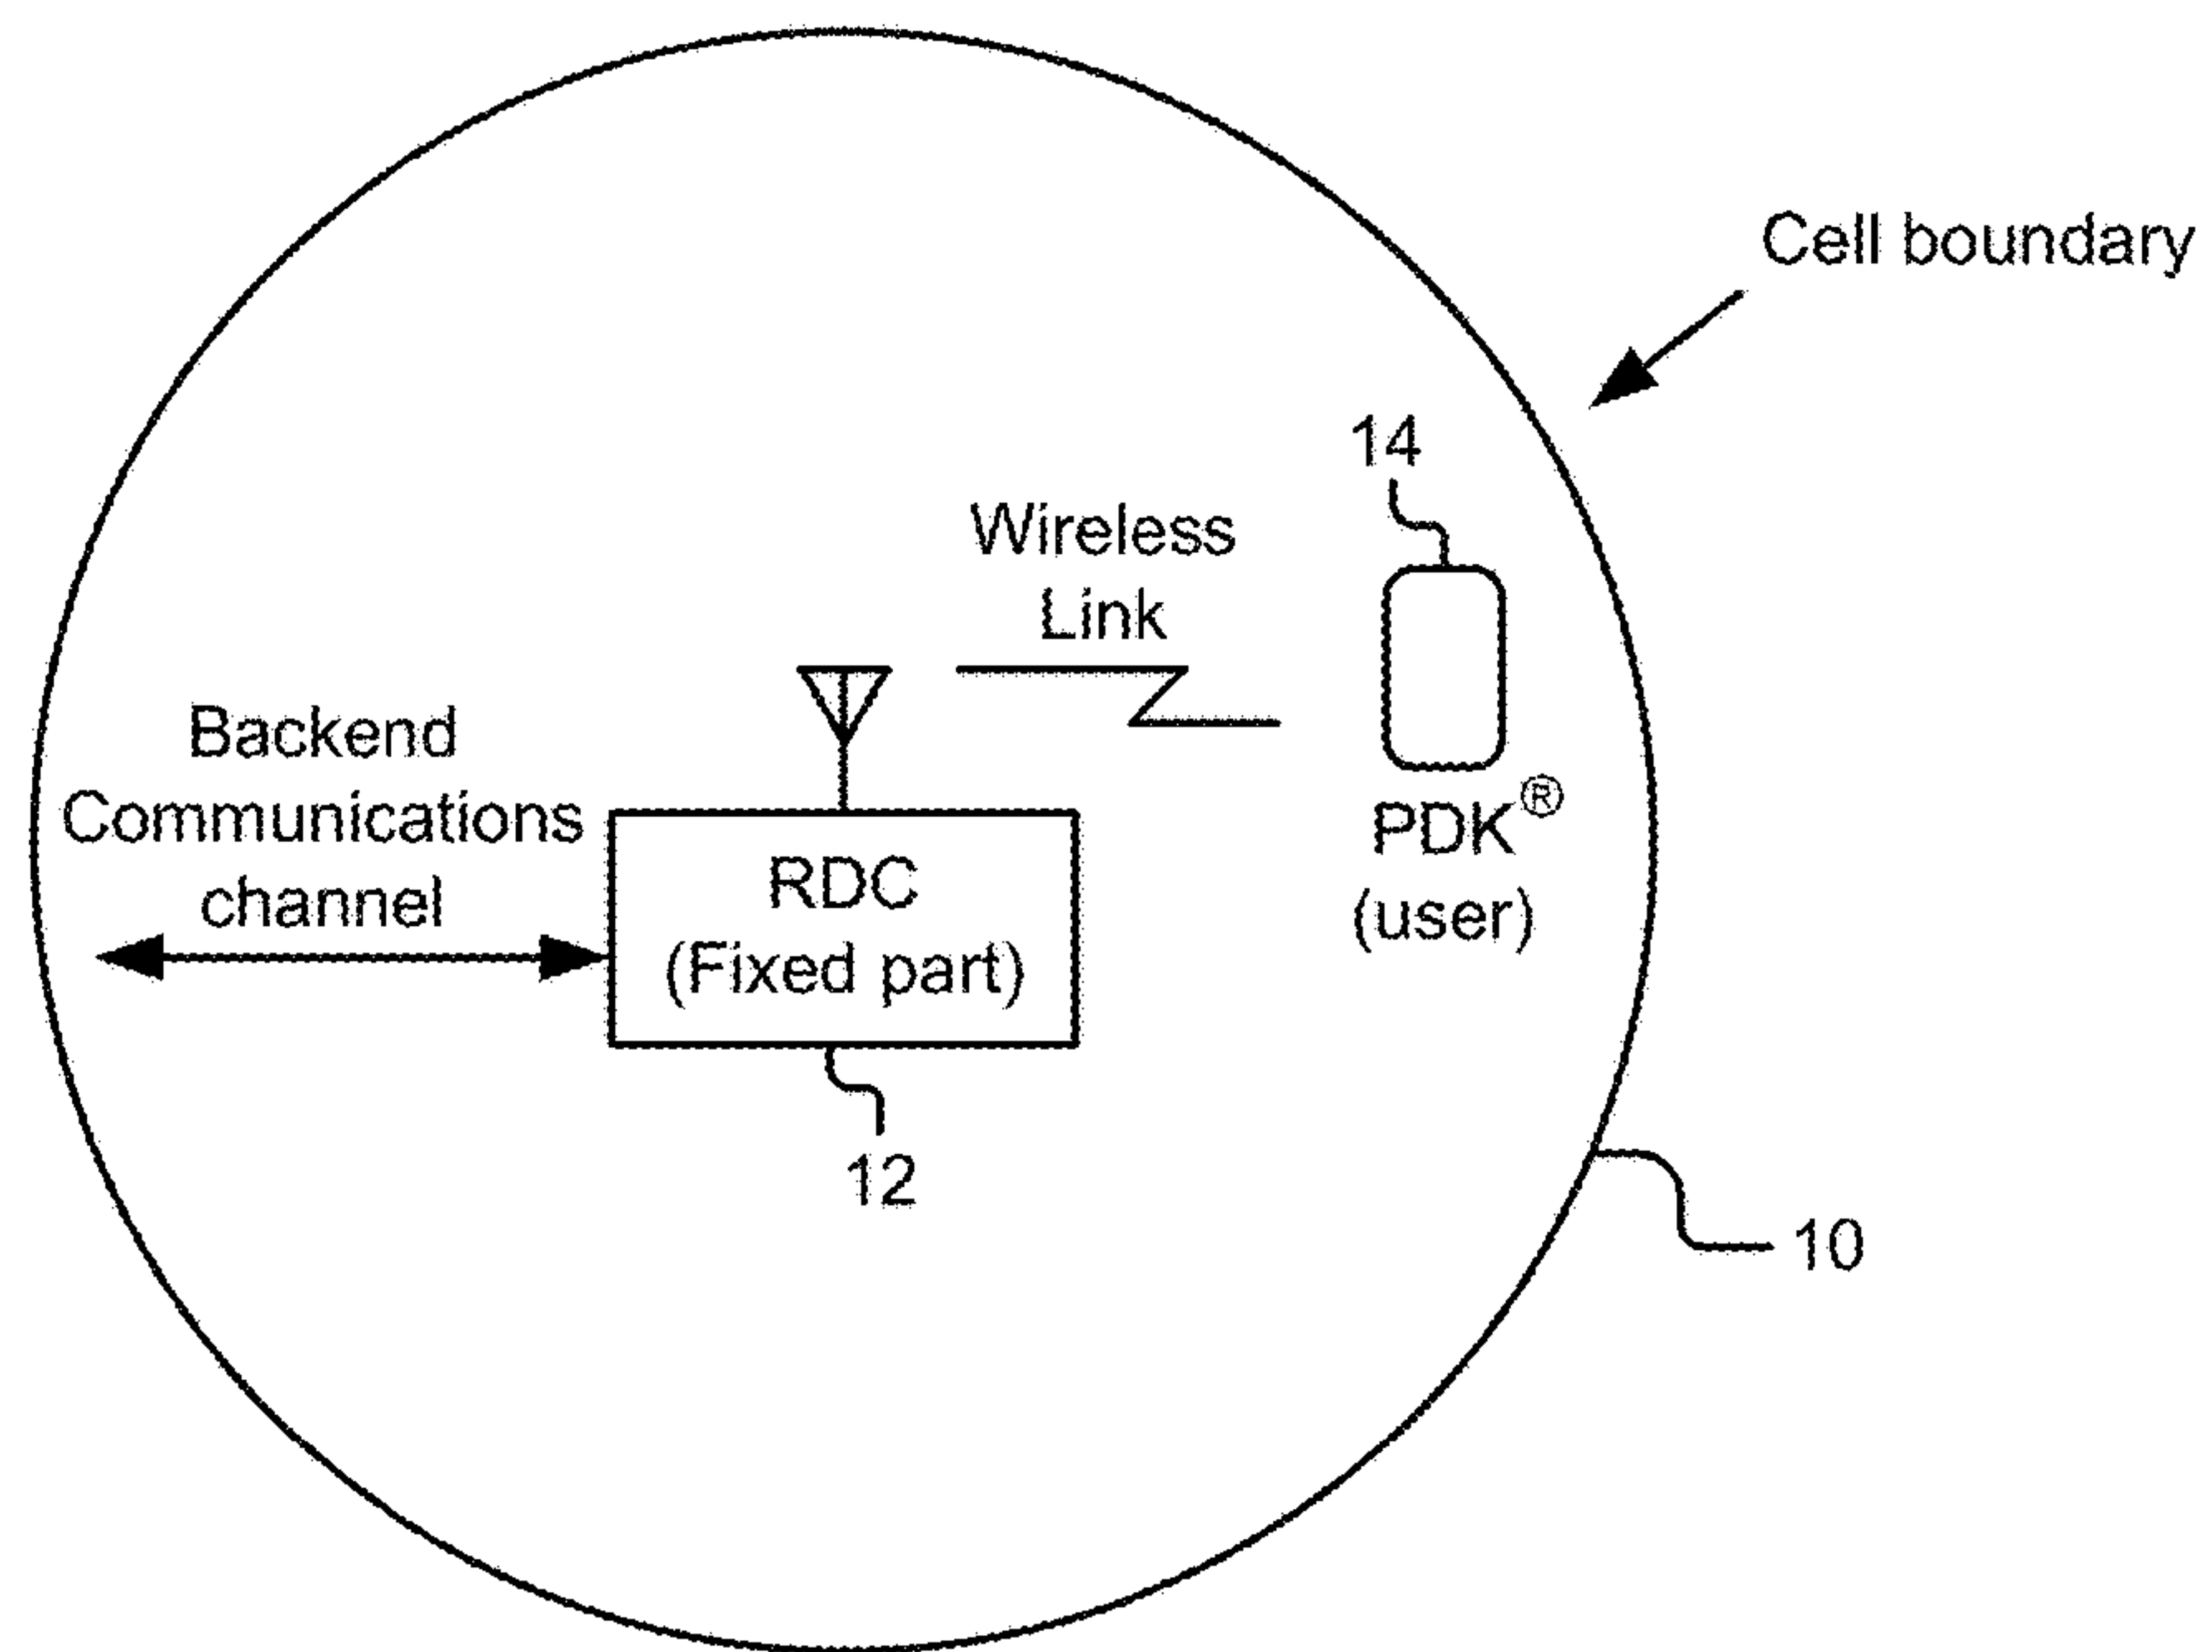 Cell boundary
14
Wireless
Link
Backend
Communications
channel
PDK®
(user)
RDC
(Fixed part)
12
10